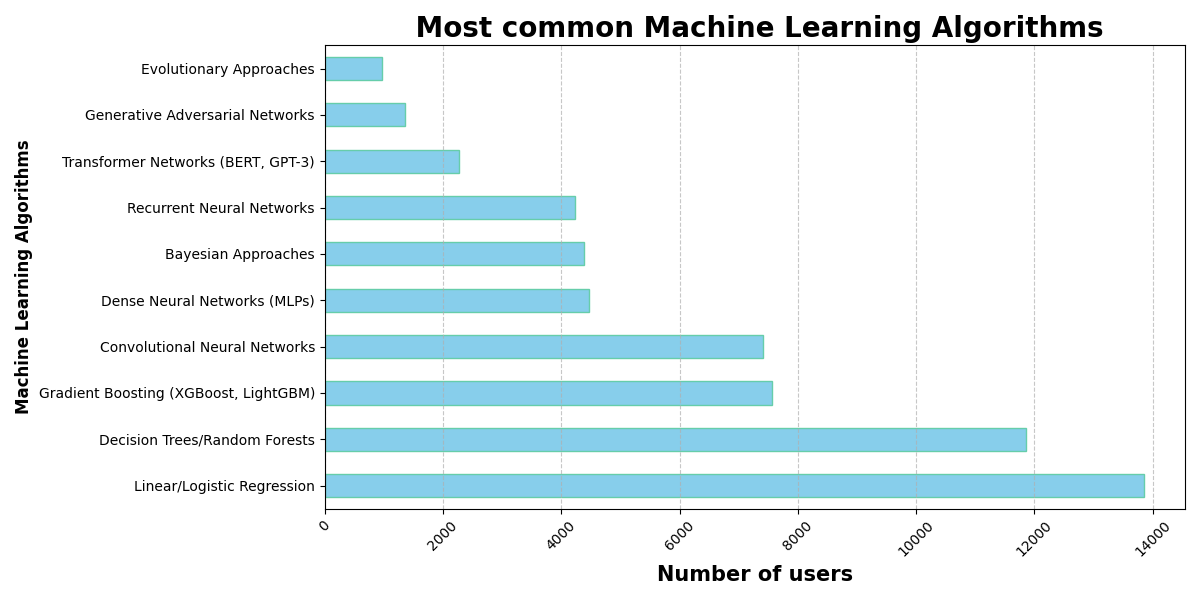 Most common Machine Learning Algorithms
Machine Learning Algorithms
Evolutionary Approaches
Generative Adversarial Networks
Transformer Networks (BERT, GPT-3)
Recurrent Neural Networks
Bayesian Approaches
Dense Neural Networks (MLPs)
Convolutional Neural Networks
Gradient Boosting (XGBoost, LightGBM)
Decision Trees/Random Forests
Linear/Logistic Regression
0
2000
4000
6000
8000
10000
12000
14000
Number of users